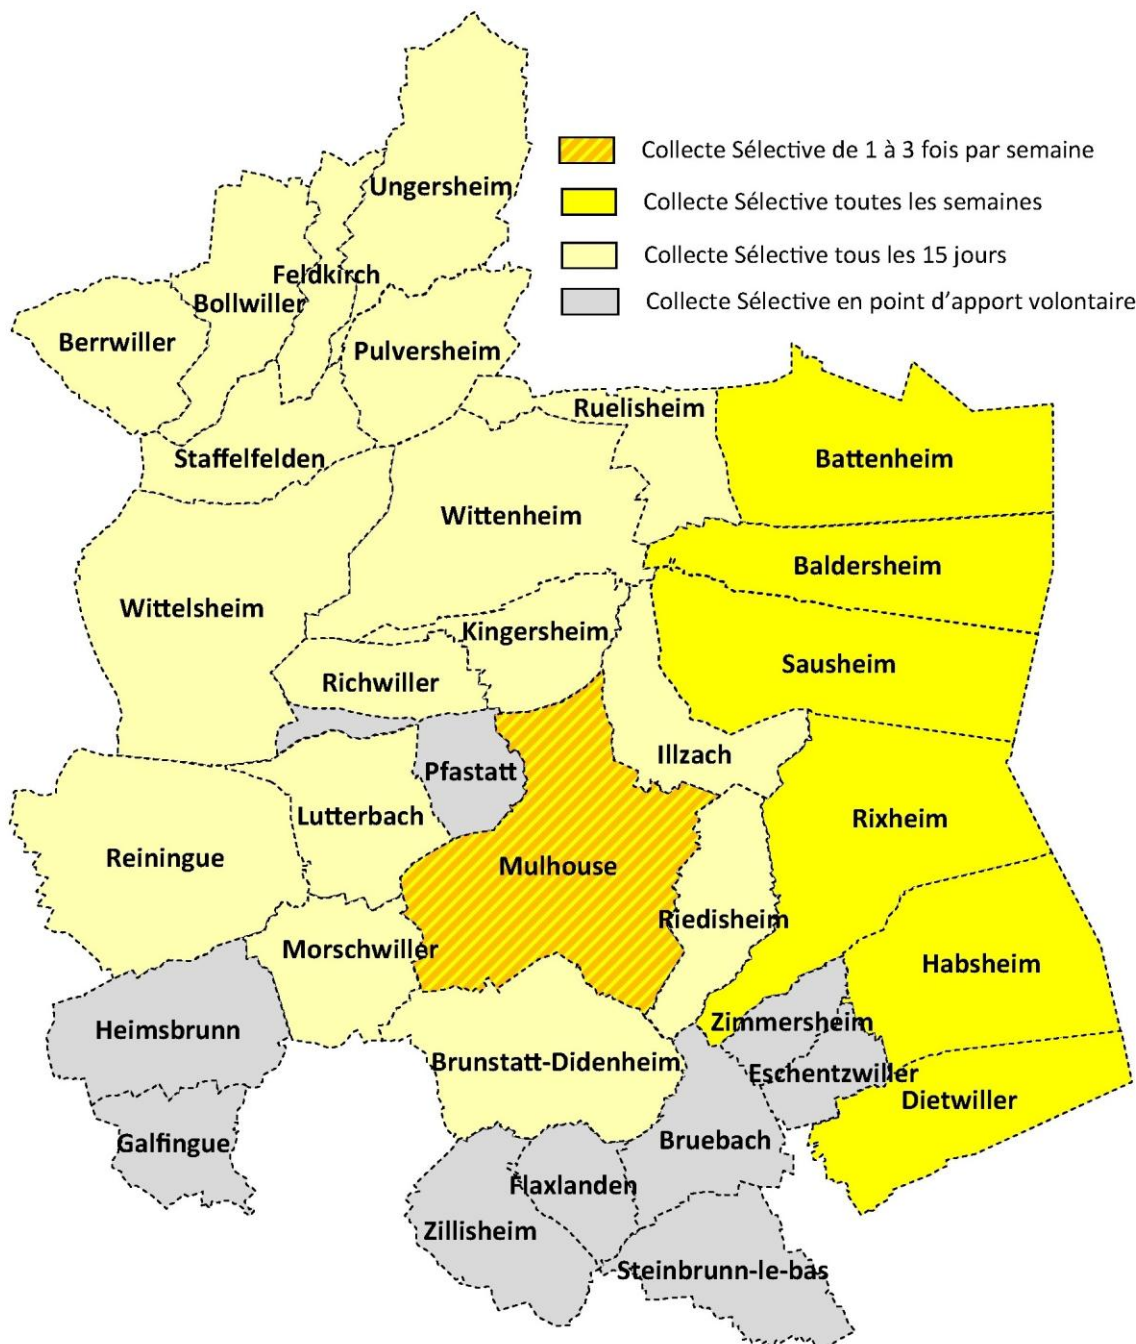 Collecte Sélective de 1 à 3 fois par semaine
Collecte Sélective toutes les semaines
Collecte Sélective tous les 15 jours
Collecte Sélective en point d'apport volontaire
Ungersheim
Feldkirch
Bollwiller
Berrwiller
Pulversheim
Ruelisheim
Staffelfelden
Battenheim
Wittenheim
Baldersheim
Wittelsheim
Kingersheim
Sausheim
Richwiller
Illzach
Pfastatt
Lutterbach
Rixheim
Reiningue
Mulhouse
Riedisheim
Morschwiller
Habsheim
Heimsbrunn
Zimmersheim
Brunstatt-Didenheim
Eschentzwiller
Dietwiller
Galfingue
Bruebach
Flaxlanden
Zillisheim
Steinbrunn-le-bas